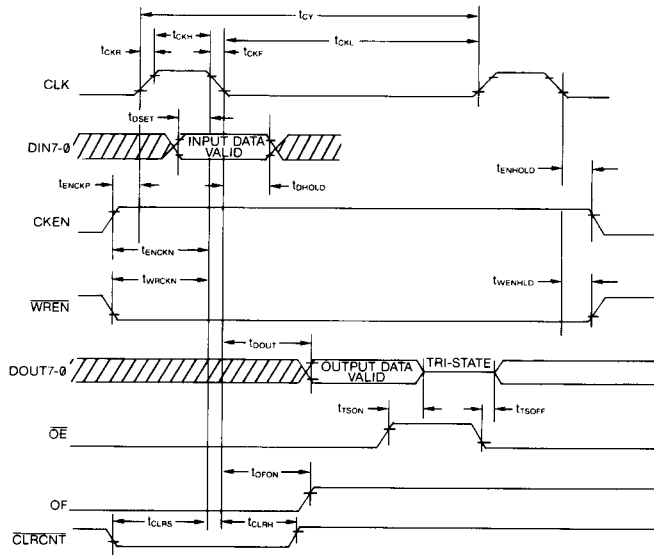 tCY
tCKH
tCKR
tCKF
tCKL
CLK
tDSET
DIN7-0
INPUT DATA
VALID
tENHOLD
tENCKP
tDHOLD
CKEN
tENCKN
tWRCKN
tWENHLD
WREN
tDOUT
DOUT7-0
OUTPUT DATA
VALID
TRI-STATE
tTSON
tTSOFF
OE
tOFON
OF
tCLRS
tCLRH
CLRCNT